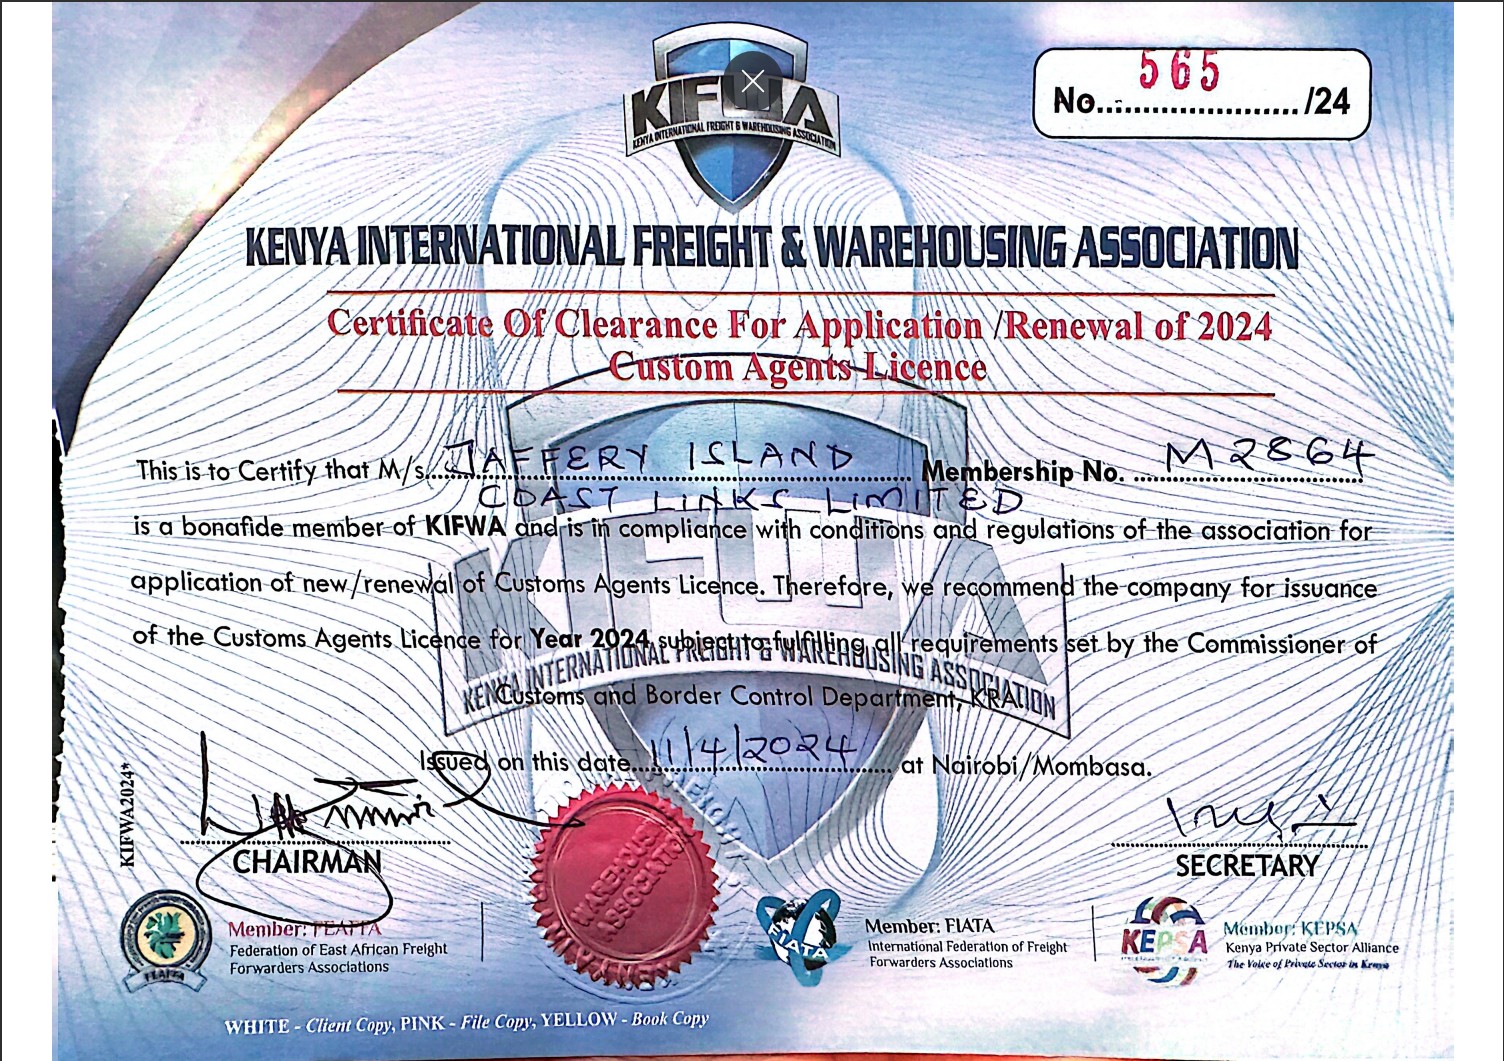 KIFWA
KENYA INTERNATIONAL FREIGHT & WAREHOUSING ASSOCIATION
565
No......................../24
KENYA INTERNATIONAL FREIGHT & WAREHOUSING ASSOCIATION
Certificate Of Clearance For Application /Renewal of 2024
Custom Agents Licence
This is to Certify that M/s. JAFFERY ISLAND Membership No. M2864
COAST LINKS LIMITED
is a bonafide member of KIFWA and is in compliance with conditions and regulations of the association for
application of new/renewal of Customs Agents Licence. Therefore, we recommend the company for issuance
of the Customs Agents Licence for Year 2024 subject to fulfilling all requirements set by the Commissioner of
KENYA INTERNATIONAL FREIGHT & WAREHOUSING ASSOCIATION
Customs and Border Control Department, KRA
Issued on this date 11/4/2024 at Nairobi/Mombasa.
KIFWA2024*
CHAIRMAN
SECRETARY
WAREHOUS
ASSOCIATIO
FEAFFA
Member: FEAFFA
Federation of East African Freight
Forwarders Associations
FIATA
Member: FIATA
International Federation of Freight
Forwarders Associations
KEPSA
Member: KEPSA
Kenya Private Sector Alliance
The Voice of Private Sector in Kenya
WHITE - Client Copy, PINK - File Copy, YELLOW - Book Copy